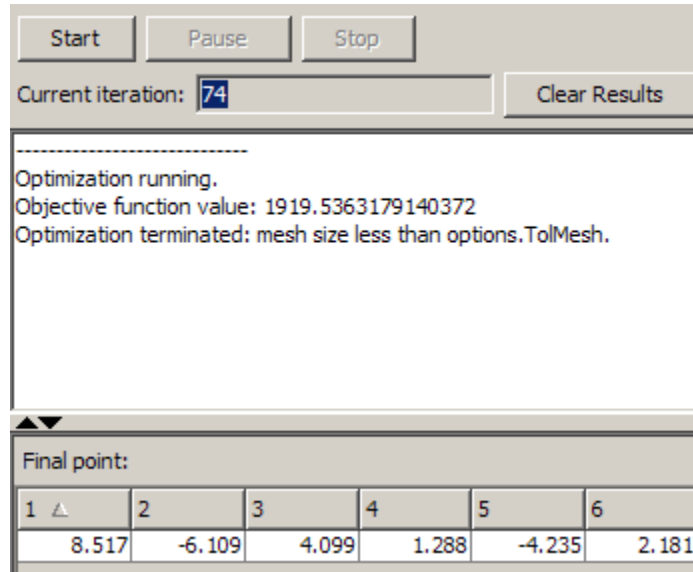 Start Pause Stop
Current iteration: 74 Clear Results
-----------------------------
Optimization running.
Objective function value: 1919.5363179140372
Optimization terminated: mesh size less than options.TolMesh.
Final point:
1 2 3 4 5 6
8.517 -6.109 4.099 1.288 -4.235 2.181